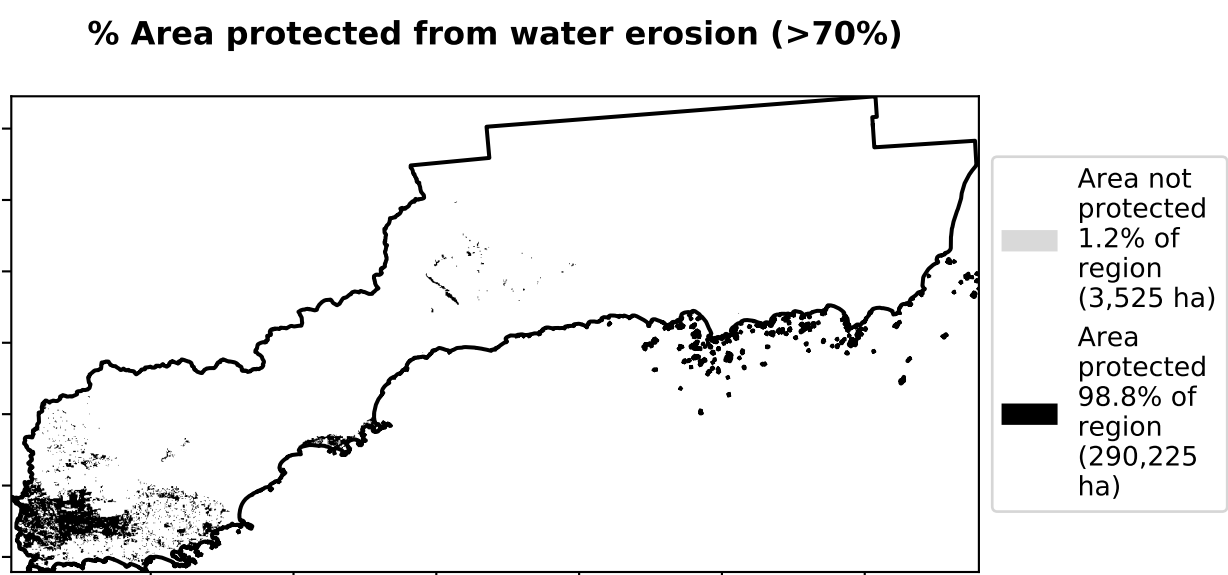 % Area protected from water erosion (>70%)
Area not
protected
1.2% of
region
(3,525 ha)
Area
protected
98.8% of
region
(290,225
ha)